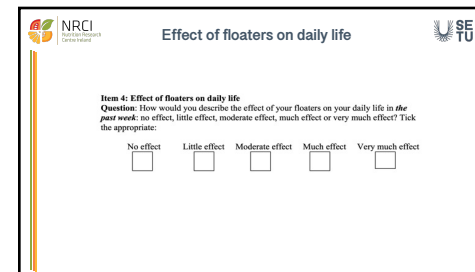 NRCI
Nutrition Research
Centre Ireland
Effect of floaters on daily life
SE
TU
Item 4: Effect of floaters on daily life
Question: How would you describe the effect of your floaters on your daily life in the
past week: no effect, little effect, moderate effect, much effect or very much effect? Tick
the appropriate:
No effect Little effect Moderate effect Much effect Very much effect